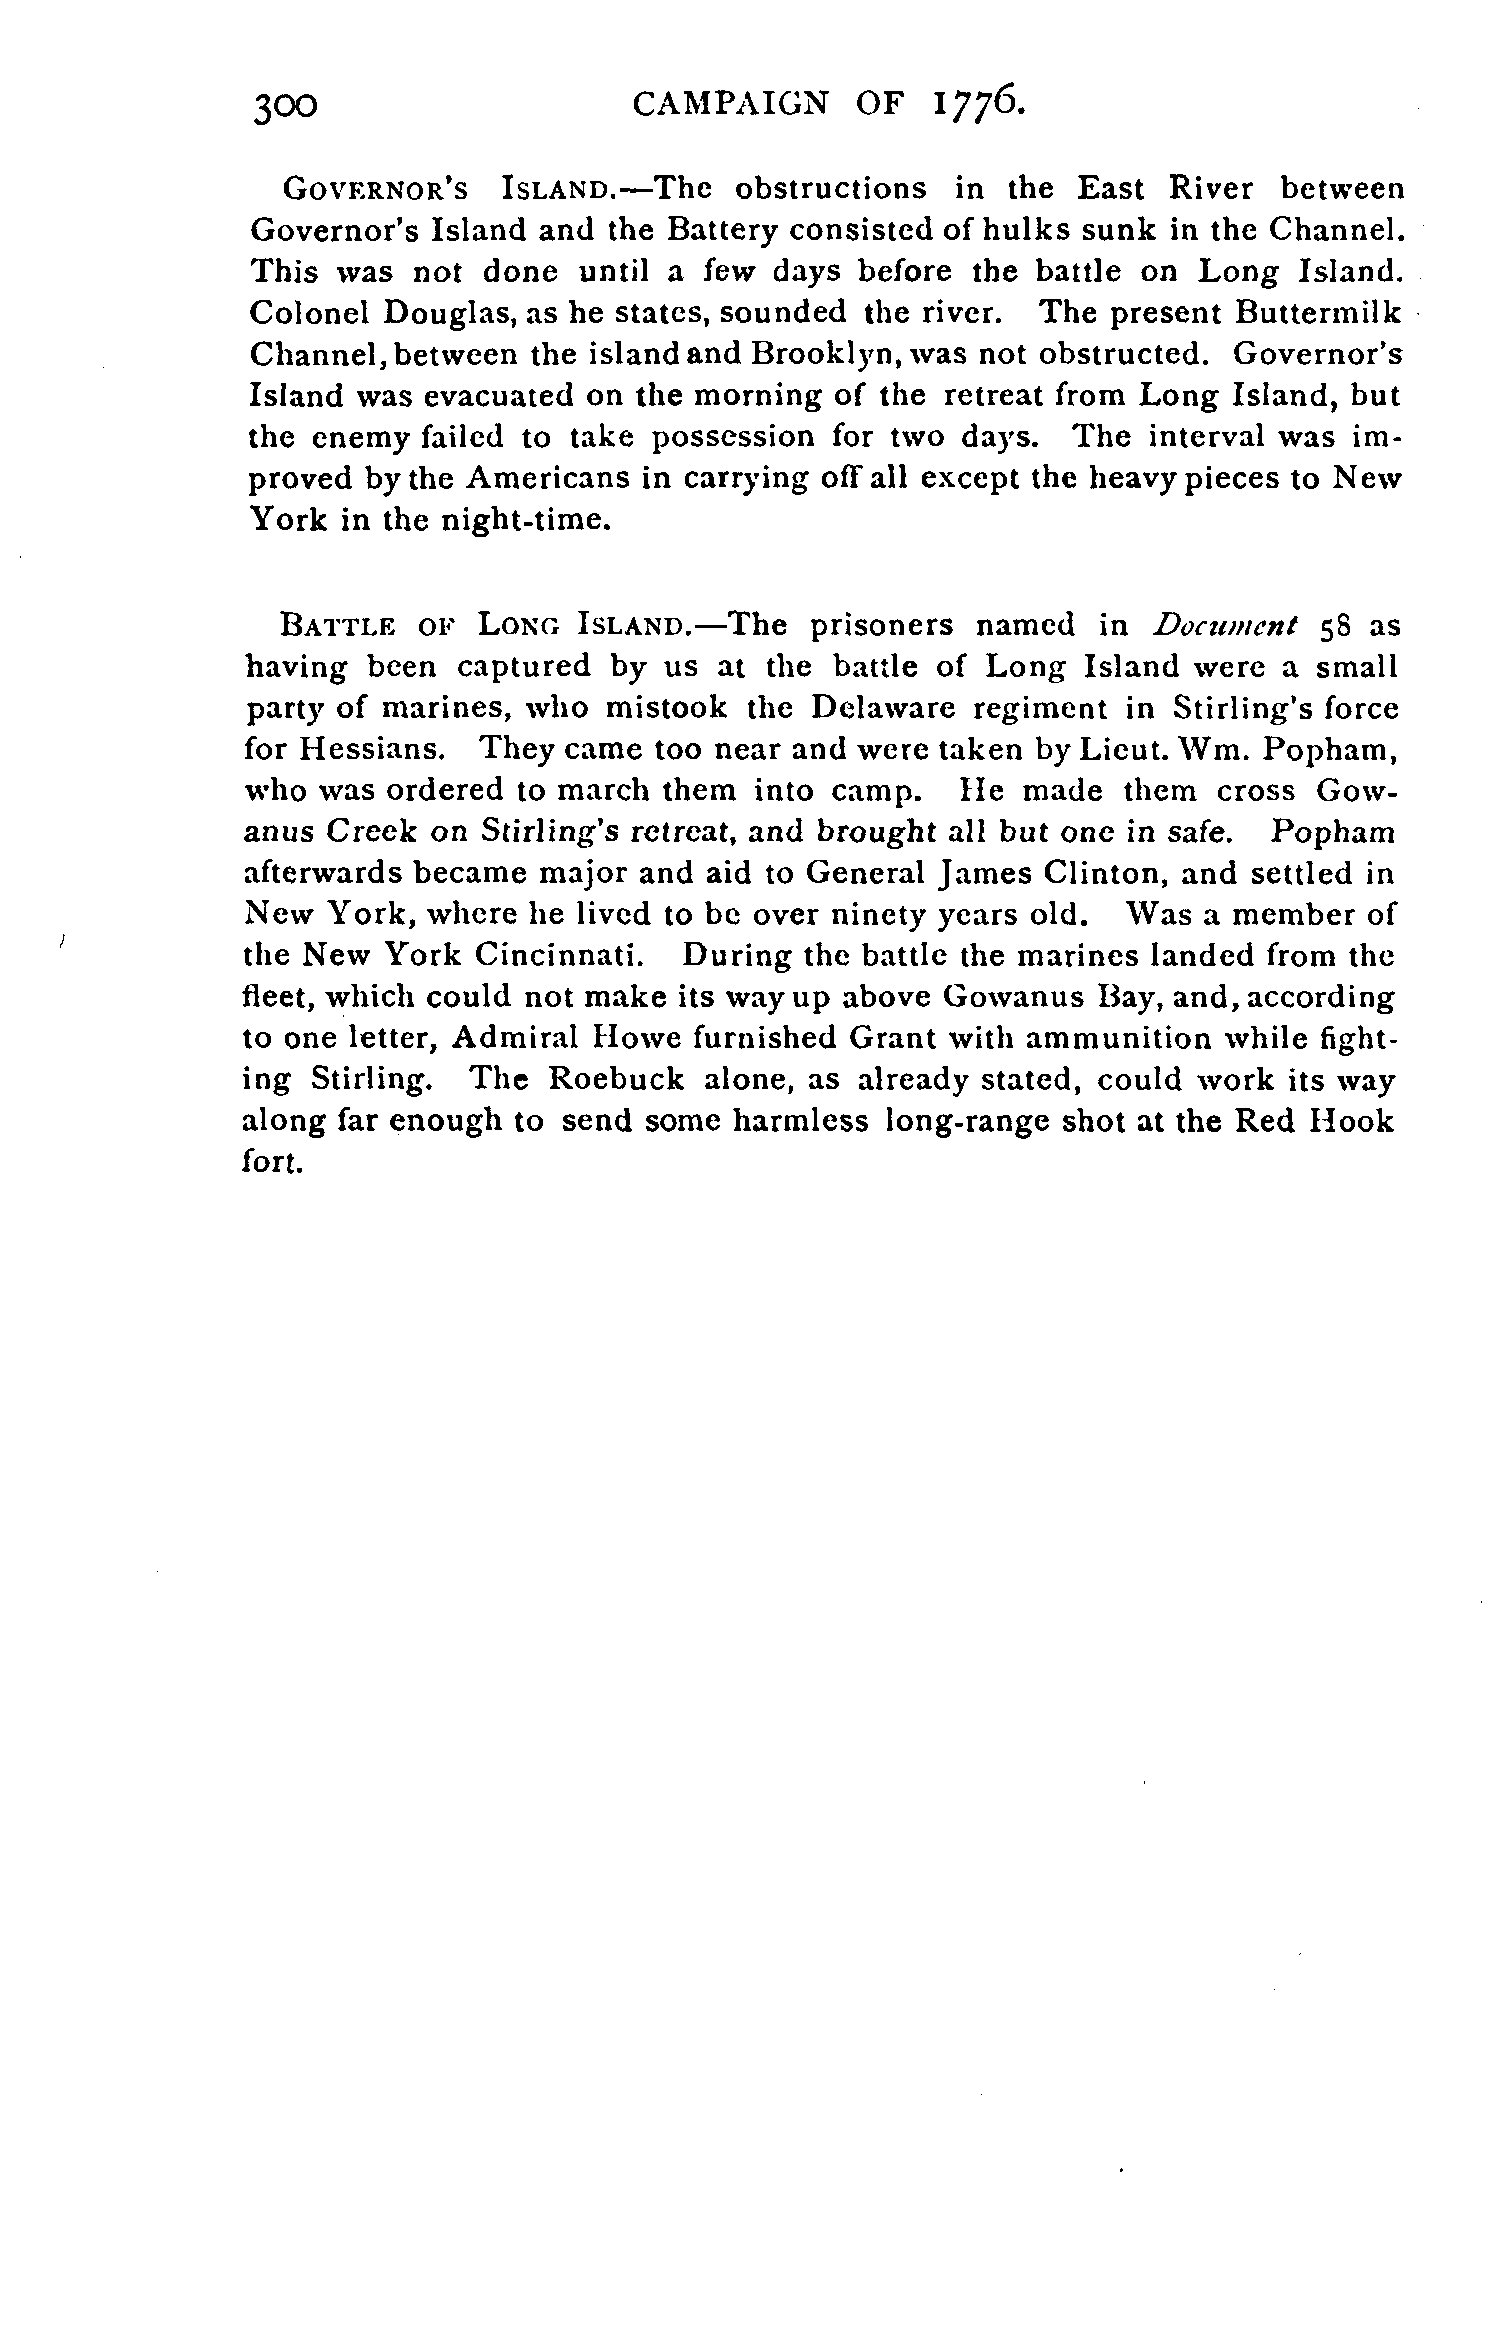 300 CAMPAIGN OF 1776.
GOVERNOR'S ISLAND.—The obstructions in the East River between
Governor's Island and the Battery consisted of hulks sunk in the Channel.
This was not done until a few days before the battle on Long Island.
Colonel Douglas, as he states, sounded the river. The present Buttermilk
Channel, between the island and Brooklyn, was not obstructed. Governor's
Island was evacuated on the morning of the retreat from Long Island, but
the enemy failed to take possession for two days. The interval was im-
proved by the Americans in carrying off all except the heavy pieces to New
York in the night-time.
BATTLE OF LONG ISLAND.—The prisoners named in Document 58 as
having been captured by us at the battle of Long Island were a small
party of marines, who mistook the Delaware regiment in Stirling's force
for Hessians. They came too near and were taken by Lieut. Wm. Popham,
who was ordered to march them into camp. He made them cross Gow-
anus Creek on Stirling's retreat, and brought all but one in safe. Popham
afterwards became major and aid to General James Clinton, and settled in
New York, where he lived to be over ninety years old. Was a member of
the New York Cincinnati. During the battle the marines landed from the
fleet, which could not make its way up above Gowanus Bay, and, according
to one letter, Admiral Howe furnished Grant with ammunition while fight-
ing Stirling. The Roebuck alone, as already stated, could work its way
along far enough to send some harmless long-range shot at the Red Hook
fort.